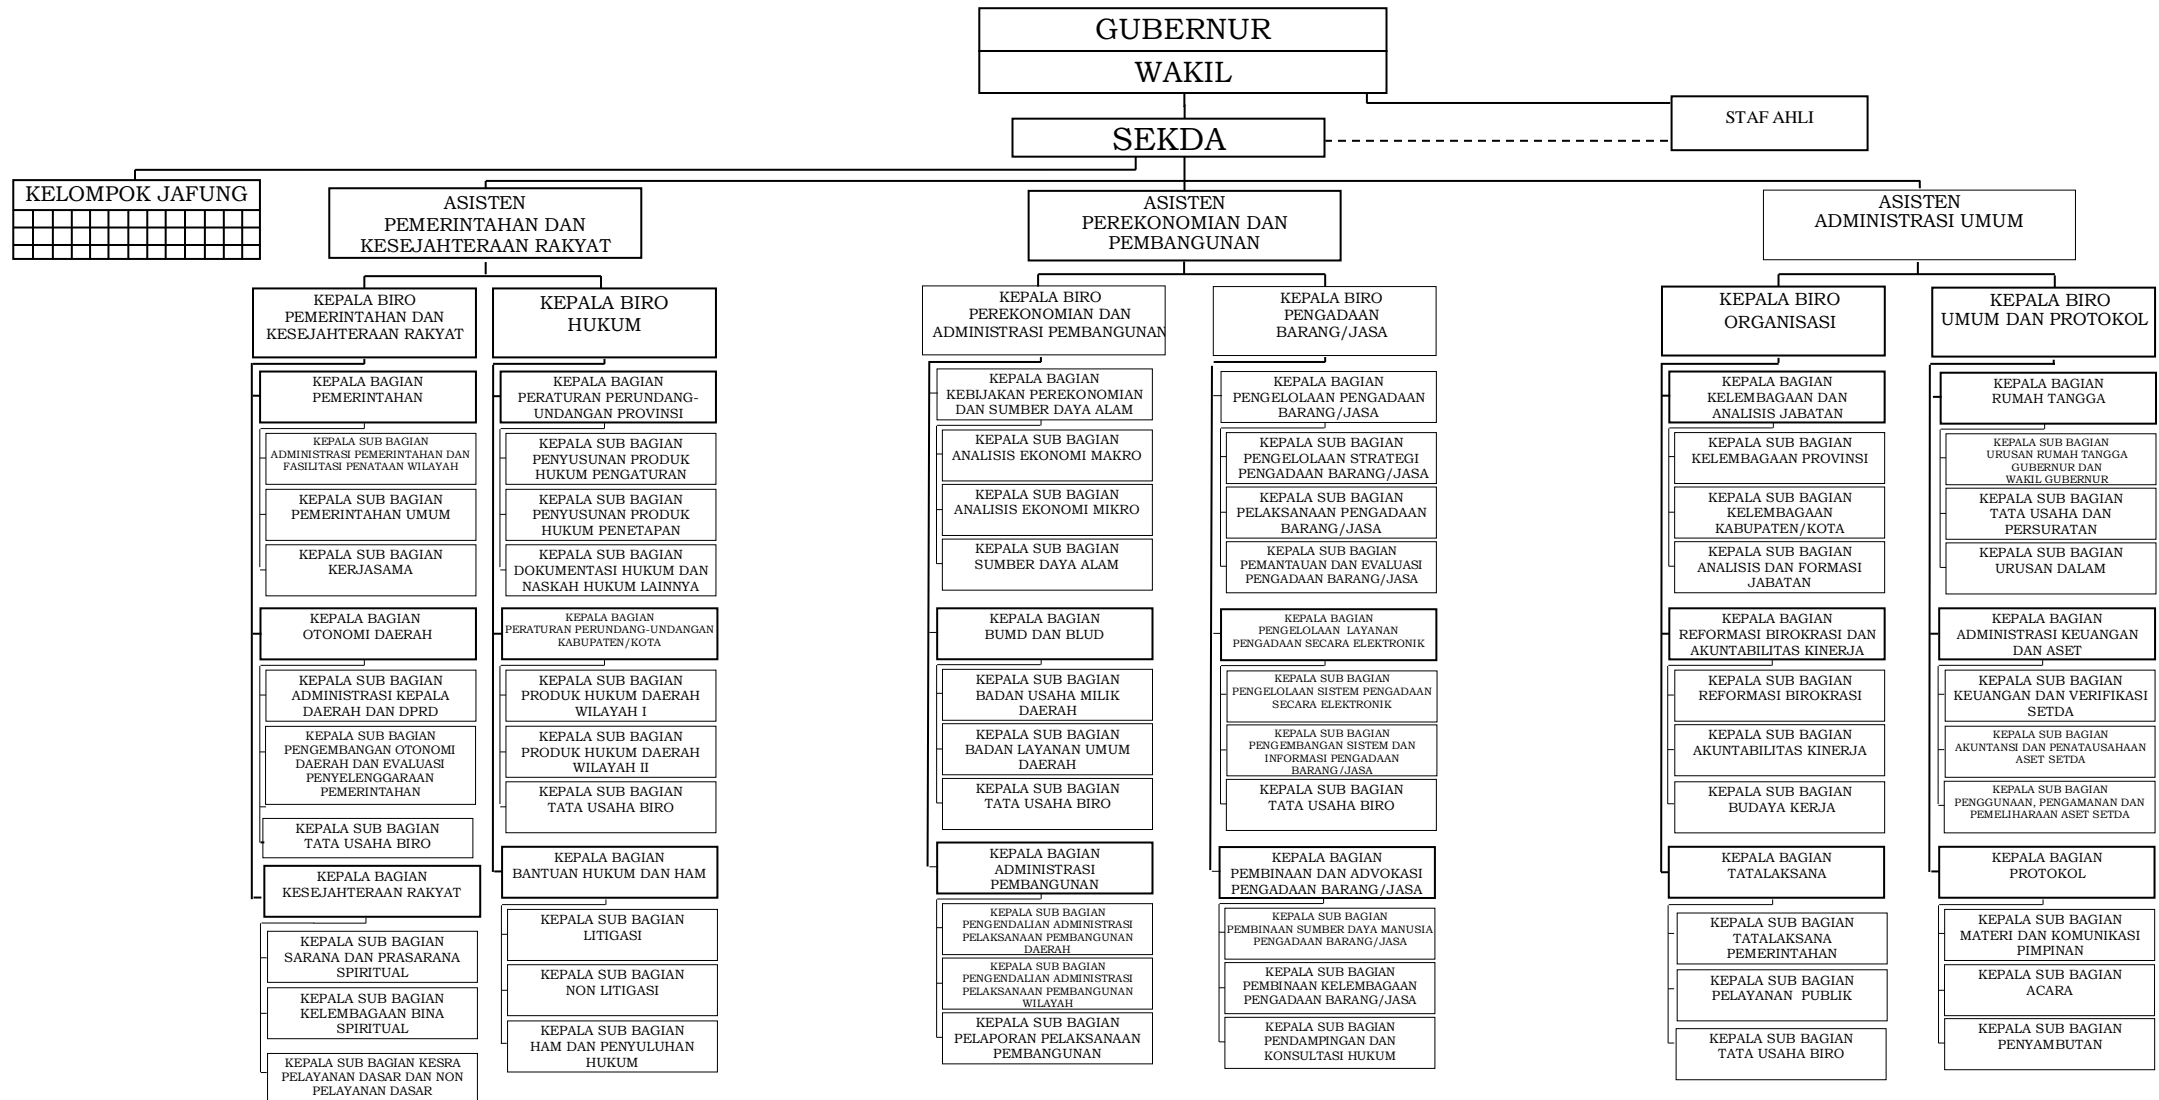 GUBERNUR
WAKIL
STAF AHLI
SEKDA
KELOMPOK JAFUNG
ASISTEN
PEMERINTAHAN DAN
KESEJAHTERAAN RAKYAT
ASISTEN
PEREKONOMIAN DAN
PEMBANGUNAN
ASISTEN
ADMINISTRASI UMUM
KEPALA BIRO
PEMERINTAHAN DAN
KESEJAHTERAAN RAKYAT
KEPALA BAGIAN
PEMERINTAHAN
KEPALA SUB BAGIAN
ADMINISTRASI PEMERINTAHAN DAN
FASILITASI PENATAAN WILAYAH
KEPALA SUB BAGIAN
PEMERINTAHAN UMUM
KEPALA SUB BAGIAN
KERJASAMA
KEPALA BAGIAN
OTONOMI DAERAH
KEPALA SUB BAGIAN
ADMINISTRASI KEPALA
DAERAH DAN DPRD
KEPALA SUB BAGIAN
PENGEMBANGAN OTONOMI
DAERAH DAN EVALUASI
PENYELENGGARAAN
PEMERINTAHAN
KEPALA SUB BAGIAN
TATA USAHA BIRO
KEPALA BAGIAN
KESEJAHTERAAN RAKYAT
KEPALA SUB BAGIAN
SARANA DAN PRASARANA
SPIRITUAL
KEPALA SUB BAGIAN
KELEMBAGAAN BINA
SPIRITUAL
KEPALA SUB BAGIAN KESRA
PELAYANAN DASAR DAN NON
PELAYANAN DASAR
KEPALA BIRO
HUKUM
KEPALA BAGIAN
PERATURAN PERUNDANG-
UNDANGAN PROVINSI
KEPALA SUB BAGIAN
PENYUSUNAN PRODUK
HUKUM PENGATURAN
KEPALA SUB BAGIAN
PENYUSUNAN PRODUK
HUKUM PENETAPAN
KEPALA SUB BAGIAN
DOKUMENTASI HUKUM DAN
NASKAH HUKUM LAINNYA
KEPALA BAGIAN
PERATURAN PERUNDANG-UNDANGAN
KABUPATEN/KOTA
KEPALA SUB BAGIAN
PRODUK HUKUM DAERAH
WILAYAH I
KEPALA SUB BAGIAN
PRODUK HUKUM DAERAH
WILAYAH II
KEPALA SUB BAGIAN
TATA USAHA BIRO
KEPALA BAGIAN
BANTUAN HUKUM DAN HAM
KEPALA SUB BAGIAN
LITIGASI
KEPALA SUB BAGIAN
NON LITIGASI
KEPALA SUB BAGIAN
HAM DAN PENYULUHAN
HUKUM
KEPALA BIRO
PEREKONOMIAN DAN
ADMINISTRASI PEMBANGUNAN
KEPALA BAGIAN
KEBIJAKAN PEREKONOMIAN
DAN SUMBER DAYA ALAM
KEPALA SUB BAGIAN
ANALISIS EKONOMI MAKRO
KEPALA SUB BAGIAN
ANALISIS EKONOMI MIKRO
KEPALA SUB BAGIAN
SUMBER DAYA ALAM
KEPALA BAGIAN
BUMD DAN BLUD
KEPALA SUB BAGIAN
BADAN USAHA MILIK
DAERAH
KEPALA SUB BAGIAN
BADAN LAYANAN UMUM
DAERAH
KEPALA SUB BAGIAN
TATA USAHA BIRO
KEPALA BAGIAN
ADMINISTRASI
PEMBANGUNAN
KEPALA SUB BAGIAN
PENGENDALIAN ADMINISTRASI
PELAKSANAAN PEMBANGUNAN
DAERAH
KEPALA SUB BAGIAN
PENGENDALIAN ADMINISTRASI
PELAKSANAAN PEMBANGUNAN
WILAYAH
KEPALA SUB BAGIAN
PELAPORAN PELAKSANAAN
PEMBANGUNAN
KEPALA BIRO
PENGADAAN
BARANG/JASA
KEPALA BAGIAN
PENGELOLAAN PENGADAAN
BARANG/JASA
KEPALA SUB BAGIAN
PENGELOLAAN STRATEGI
PENGADAAN BARANG/JASA
KEPALA SUB BAGIAN
PELAKSANAAN PENGADAAN
BARANG/JASA
KEPALA SUB BAGIAN
PEMANTAUAN DAN EVALUASI
PENGADAAN BARANG/JASA
KEPALA BAGIAN
PENGELOLAAN LAYANAN
PENGADAAN SECARA ELEKTRONIK
KEPALA SUB BAGIAN
PENGELOLAAN SISTEM PENGADAAN
SECARA ELEKTRONIK
KEPALA SUB BAGIAN
PENGEMBANGAN SISTEM DAN
INFORMASI PENGADAAN
BARANG/JASA
KEPALA SUB BAGIAN
TATA USAHA BIRO
KEPALA BAGIAN
PEMBINAAN DAN ADVOKASI
PENGADAAN BARANG/JASA
KEPALA SUB BAGIAN
PEMBINAAN SUMBER DAYA MANUSIA
PENGADAAN BARANG/JASA
KEPALA SUB BAGIAN
PEMBINAAN KELEMBAGAAN
PENGADAAN BARANG/JASA
KEPALA SUB BAGIAN
PENDAMPINGAN DAN
KONSULTASI HUKUM
KEPALA BIRO
ORGANISASI
KEPALA BAGIAN
KELEMBAGAAN DAN
ANALISIS JABATAN
KEPALA SUB BAGIAN
KELEMBAGAAN PROVINSI
KEPALA SUB BAGIAN
KELEMBAGAAN
KABUPATEN/KOTA
KEPALA SUB BAGIAN
ANALISIS DAN FORMASI
JABATAN
KEPALA BAGIAN
REFORMASI BIROKRASI DAN
AKUNTABILITAS KINERJA
KEPALA SUB BAGIAN
REFORMASI BIROKRASI
KEPALA SUB BAGIAN
AKUNTABILITAS KINERJA
KEPALA SUB BAGIAN
BUDAYA KERJA
KEPALA BAGIAN
TATALAKSANA
KEPALA SUB BAGIAN
TATALAKSANA
PEMERINTAHAN
KEPALA SUB BAGIAN
PELAYANAN PUBLIK
KEPALA SUB BAGIAN
TATA USAHA BIRO
KEPALA BIRO
UMUM DAN PROTOKOL
KEPALA BAGIAN
RUMAH TANGGA
KEPALA SUB BAGIAN
URUSAN RUMAH TANGGA
GUBERNUR DAN
WAKIL GUBERNUR
KEPALA SUB BAGIAN
TATA USAHA DAN
PERSURATAN
KEPALA SUB BAGIAN
URUSAN DALAM
KEPALA BAGIAN
ADMINISTRASI KEUANGAN
DAN ASET
KEPALA SUB BAGIAN
KEUANGAN DAN VERIFIKASI
SETDA
KEPALA SUB BAGIAN
AKUNTANSI DAN PENATAUSAHAAN
ASET SETDA
KEPALA SUB BAGIAN
PENGGUNAAN, PENGAMANAN DAN
PEMELIHARAAN ASET SETDA
KEPALA BAGIAN
PROTOKOL
KEPALA SUB BAGIAN
MATERI DAN KOMUNIKASI
PIMPINAN
KEPALA SUB BAGIAN
ACARA
KEPALA SUB BAGIAN
PENYAMBUTAN